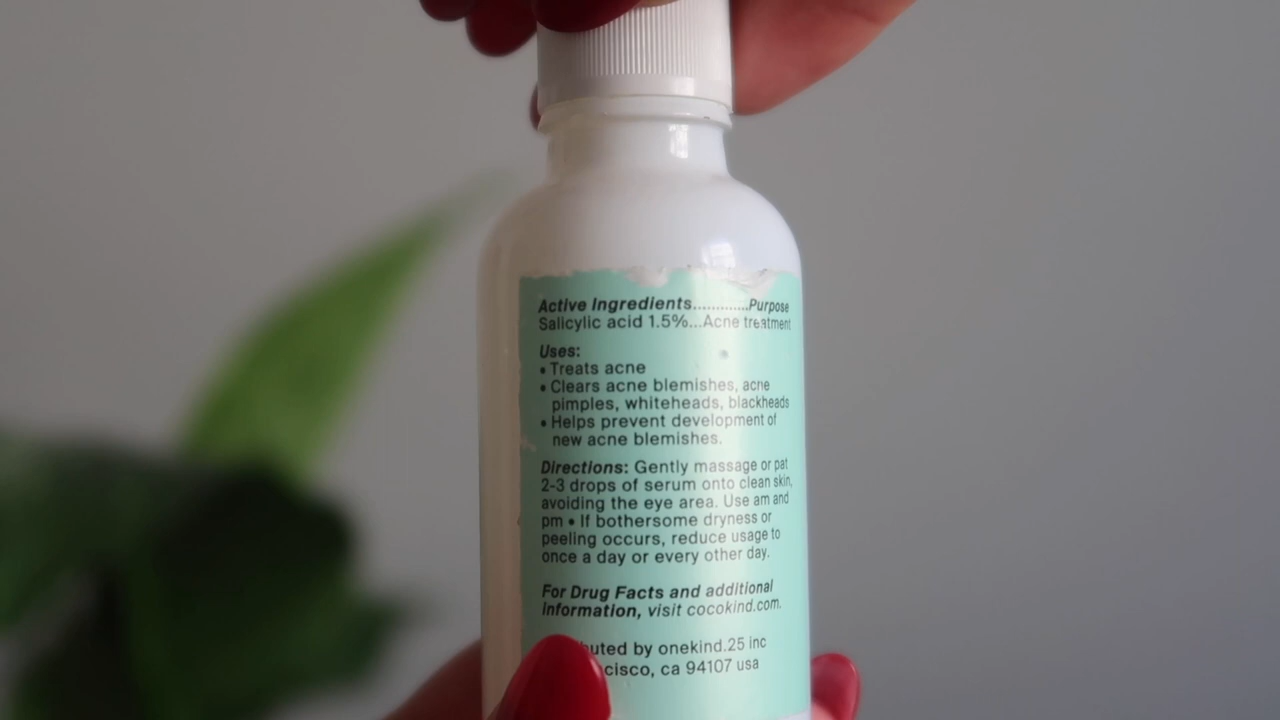 Active Ingredients.............Purpose
Salicylic acid 1.5%...Acne treatment
Uses:
• Treats acne
• Clears acne blemishes, acne
pimples, whiteheads, blackheads
• Helps prevent development of
new acne blemishes.
Directions: Gently massage or pat
2-3 drops of serum onto clean skin,
avoiding the eye area. Use am and
pm • If bothersome dryness or
peeling occurs, reduce usage to
once a day or every other day.
For Drug Facts and additional
information, visit cocokind.com.
by onekind.25 inc
ca 94107 usa